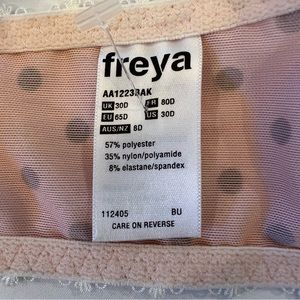 freya
AA1223BAK
UK 30D FR 80D
EU 65D US 30D
AUS/NZ 8D
57% polyester
35% nylon/polyamide
8% elastane/spandex
112405 BU
CARE ON REVERSE